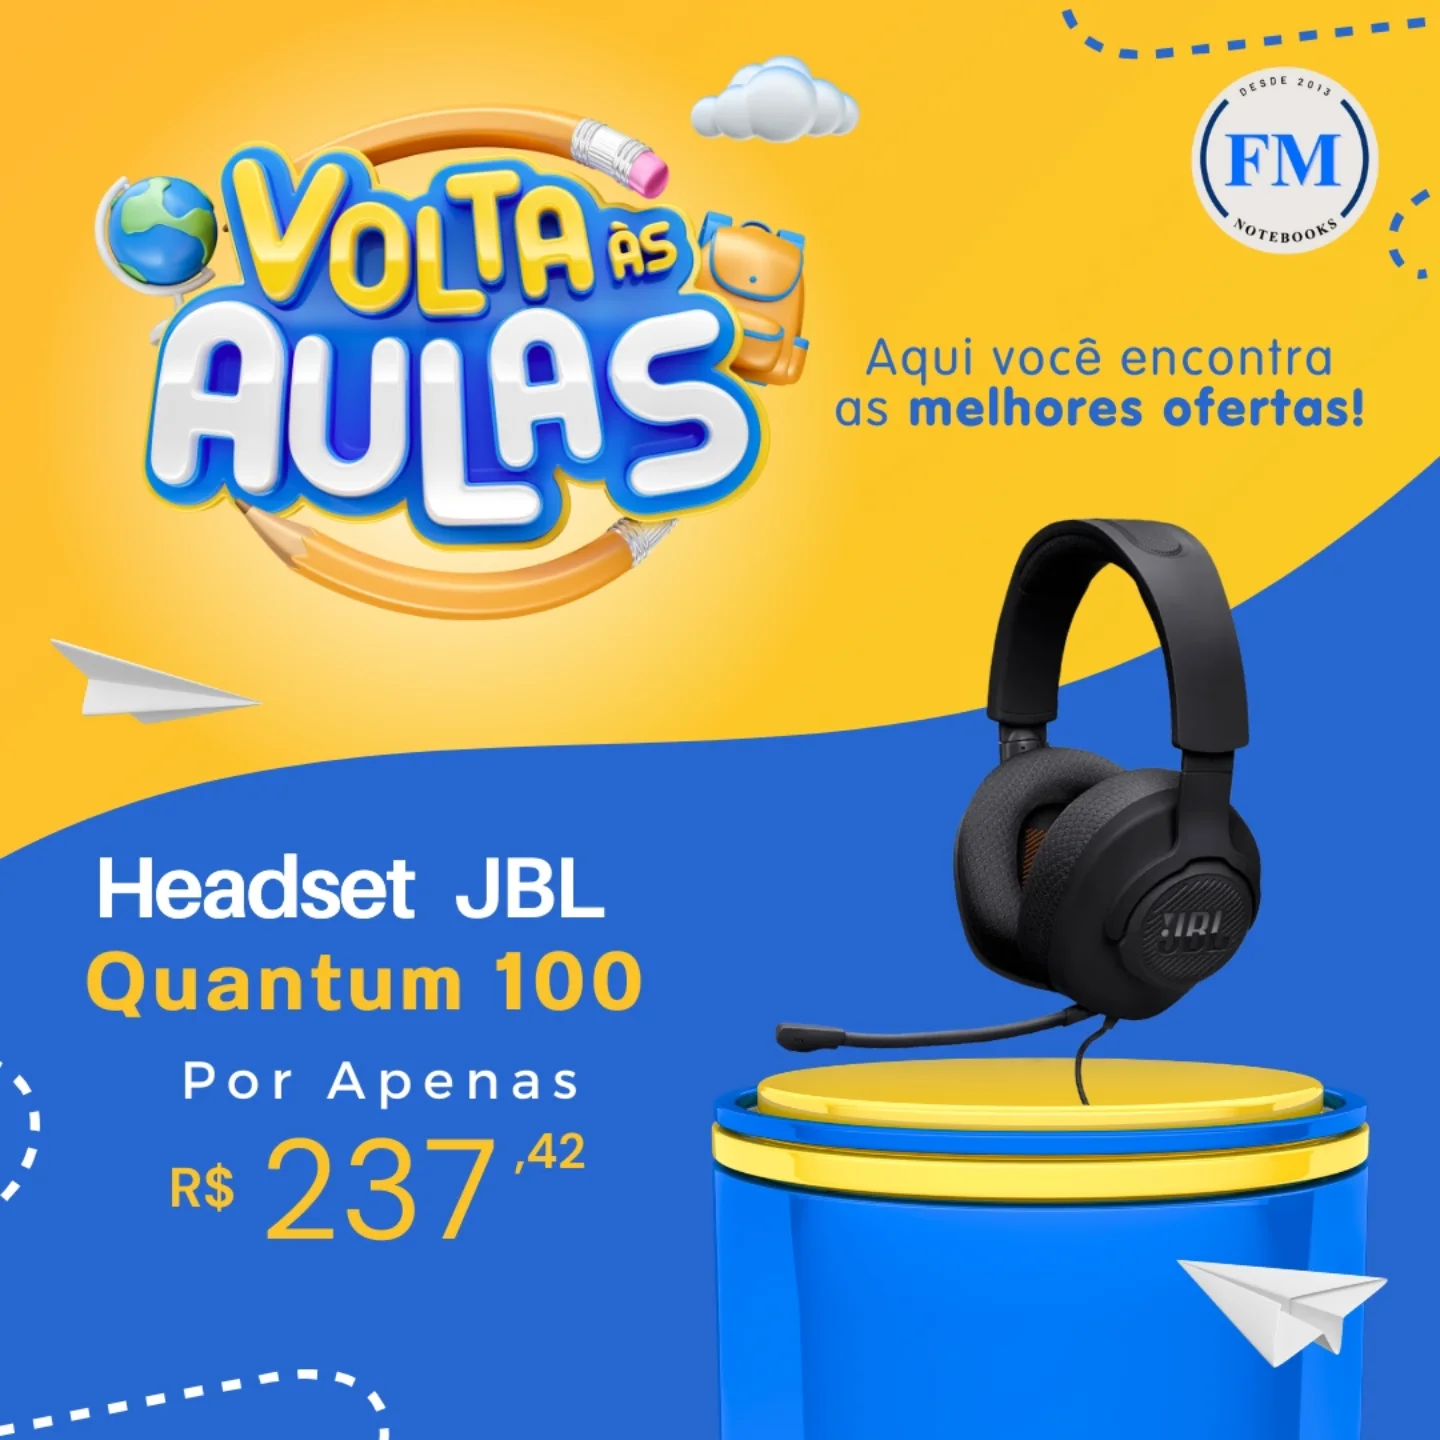 VOLTA ÀS
AULAS
DESDE 2013
FM
NOTEBOOKS
Aqui você encontra
as melhores ofertas!
Headset JBL
Quantum 100
Por Apenas
R$ 237,42
JBL